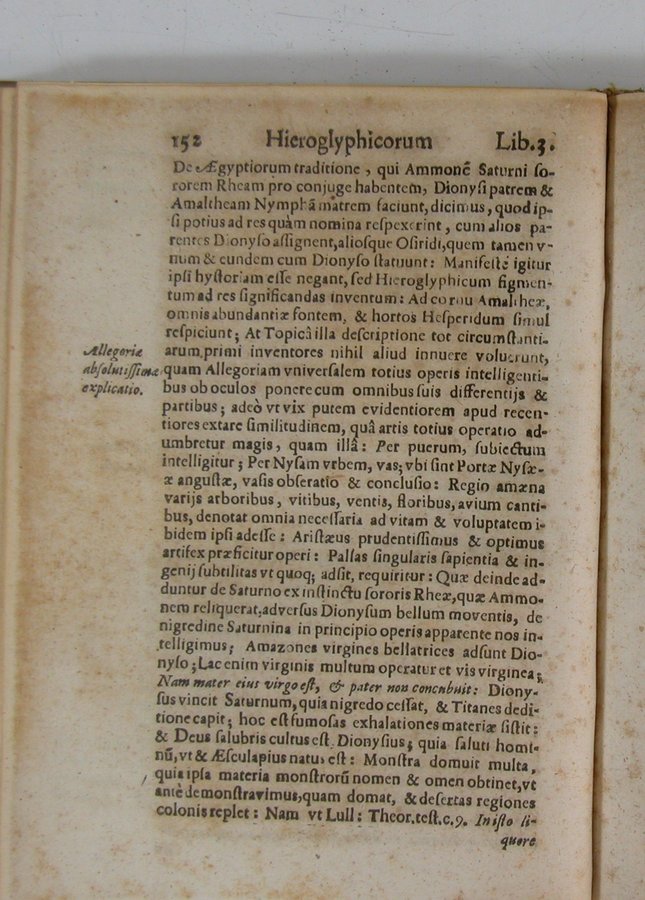 152 Hieroglyphicorum Lib.3.
De Ægyptiorum traditione, qui Ammonẽ Saturni ſo-
rorem Rheam pro conjuge habentem, Dionyſi patrem &
Amaltheam Nymphã matrem faciunt, dicimus, quod ip-
ſi potius ad res quàm nomina reſpexerint, cum alios pa-
rentes Dionyſo aſſignent, alioſque Oſiridi, quem tamen v-
num & eundem cum Dionyſo ſtatuunt: Manifeſtè igitur
ipſi hyſtoriam eſſe negant, ſed Hieroglyphicum figmen-
tum ad res ſignificandas inventum: Ad cornu Amaltheæ,
omnis abundantiæ fontem, & hortos Heſperidum ſimul
reſpiciunt; At Topicâ illa deſcriptione tot circumſtanti-
arum primi inventores nihil aliud innuere voluerunt,
Allegoriæ
abſolutiſſima
explicatio.
quam Allegoriam vniverſalem totius operis intelligenti-
bus ob oculos ponere cum omnibus ſuis differentijs &
partibus; adeò vt vix putem evidentiorem apud recen-
tiores extare ſimilitudinem, quâ artis totius operatio ad-
umbretur magis, quam illâ: Per puerum, ſubiectum
intelligitur; Per Nyſam vrbem, vas; vbi ſint Portæ Nyſæ-
æ anguſtæ, vaſis obſeratio & concluſio: Regio amæna
varijs arboribus, vitibus, ventis, floribus, avium canti-
bus, denotat omnia neceſſaria ad vitam & voluptatem i-
bidem ipſi adeſſe: Ariſtæus prudentiſſimus & optimus
artifex præficitur operi: Pallas ſingularis ſapientia & in-
genij ſubtilitas vt quoq; adſit, requiritur: Quæ deinde ad-
duntur de Saturno ex inſtinctu ſororis Rheæ, quæ Ammo-
nem reliquerat, adverſus Dionyſum bellum moventis, de
nigredine Saturnina in principio operis apparente nos in-
telligimus; Amazones virgines bellatrices adſunt Dio-
nyſo; Lac enim virginis multum operatur et vis virginea;
Nam mater eius virgo eſt, & pater non concubuit: Diony-
ſus vincit Saturnum, quia nigredo ceſſat, & Titanes dedi-
tione capit; hoc eſt fumoſas exhalationes materiæ ſiſtit:
& Deus ſalubris cultus eſt Dionyſius; quia ſaluti homi-
nũ, vt & Æſculapius natus eſt: Monſtra domuit multa,
quia ipſa materia monſtrorũ nomen & omen obtinet, vt
antè demonſtravimus, quam domat, & deſertas regiones
colonis replet: Nam vt Lull: Theor. teſt. c. 9. In iſto li-
quore